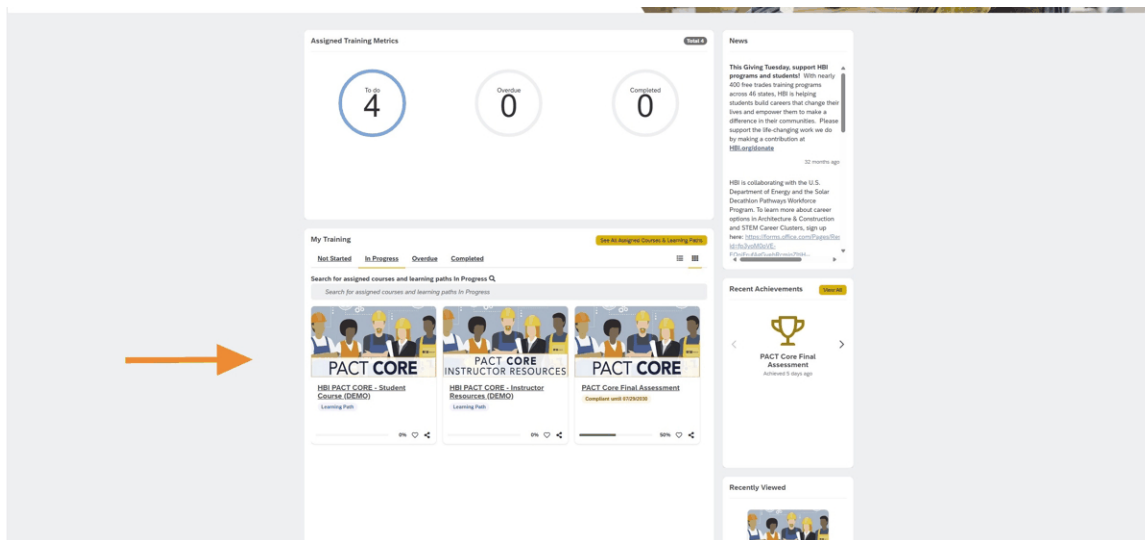 Assigned Training Metrics
Total 4
To do
4
Overdue
0
Completed
0
My Training
See All Assigned Courses & Learning Paths
Not Started
In Progress
Overdue
Completed
Search for assigned courses and learning paths In Progress
Search for assigned courses and learning paths In Progress
PACT CORE
HBI PACT CORE - Student
Course (DEMO)
Learning Path
0%
PACT CORE
INSTRUCTOR RESOURCES
HBI PACT CORE - Instructor
Resources (DEMO)
Learning Path
0%
PACT CORE
PACT Core Final Assessment
Compliant until
50%
News
This Giving Tuesday, support HBI
programs and students! With nearly
400 free trades training programs
across 46 states, HBI is helping
students build careers that change their
lives and empower them to make a
difference in their communities. Please
support the life-changing work we do
by making a contribution at
HBI.org/donate
32 months ago
HBI is collaborating with the U.S.
Department of Energy and the Solar
Decathlon Pathways Workforce
Program. To learn more about career
options in Architecture & Construction
and STEM Career Clusters, sign up
here:
Recent Achievements
View All
PACT Core Final
Assessment
Achieved 5 days ago
Recently Viewed